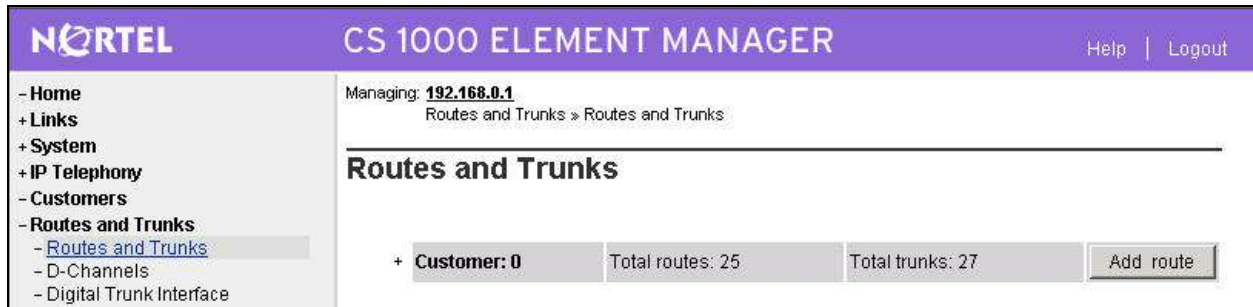 NORTEL
CS 1000 ELEMENT MANAGER
Help | Logout
– Home
+ Links
+ System
+ IP Telephony
– Customers
– Routes and Trunks
– Routes and Trunks
– D-Channels
– Digital Trunk Interface
Managing: 192.168.0.1
Routes and Trunks » Routes and Trunks
Routes and Trunks
+ Customer: 0 Total routes: 25 Total trunks: 27 Add route